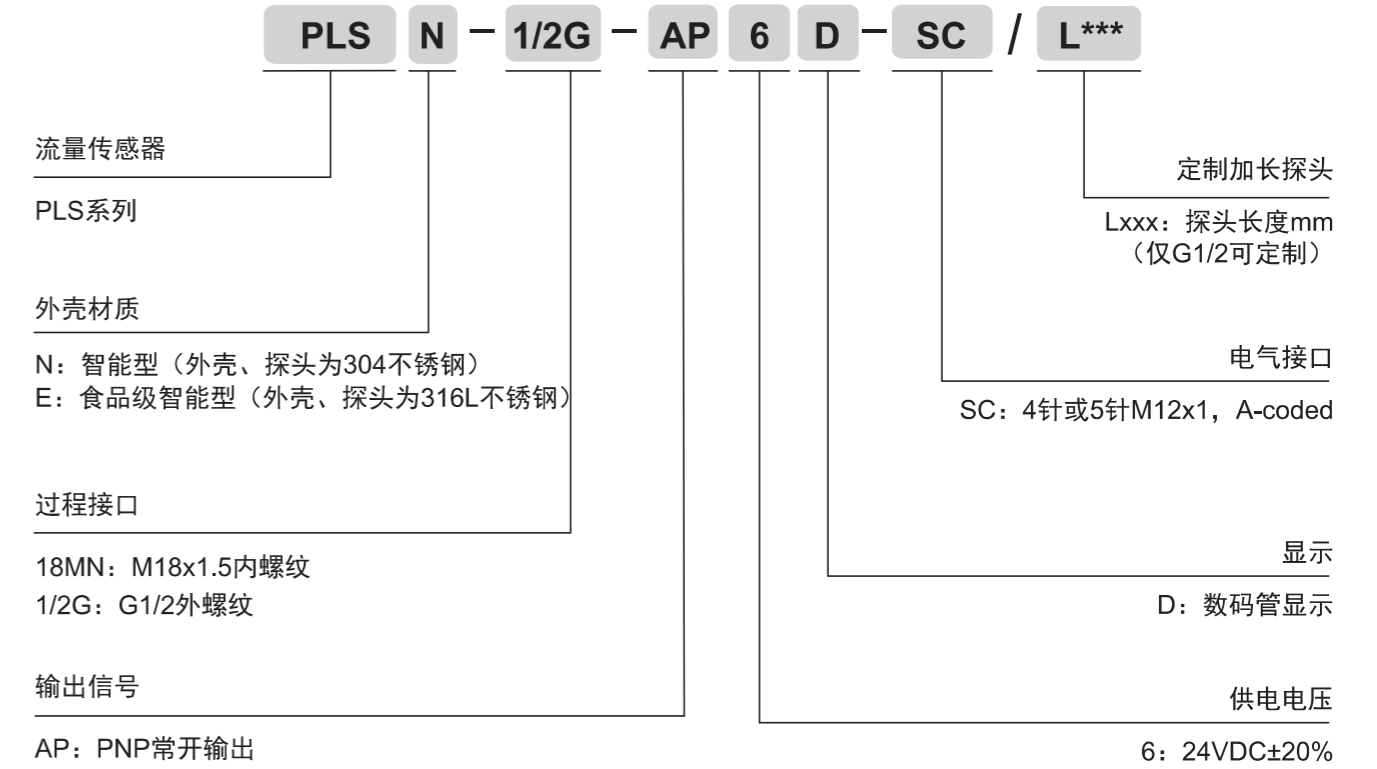 PLS N - 1/2G - AP 6 D - SC / L***
流量传感器
PLS系列
外壳材质
N：智能型（外壳、探头为304不锈钢）
E：食品级智能型（外壳、探头为316L不锈钢）
过程接口
18MN：M18x1.5内螺纹
1/2G：G1/2外螺纹
输出信号
AP：PNP常开输出
定制加长探头
Lxxx：探头长度mm
（仅G1/2可定制）
电气接口
SC：4针或5针M12x1，A-coded
显示
D：数码管显示
供电电压
6：24VDC±20%